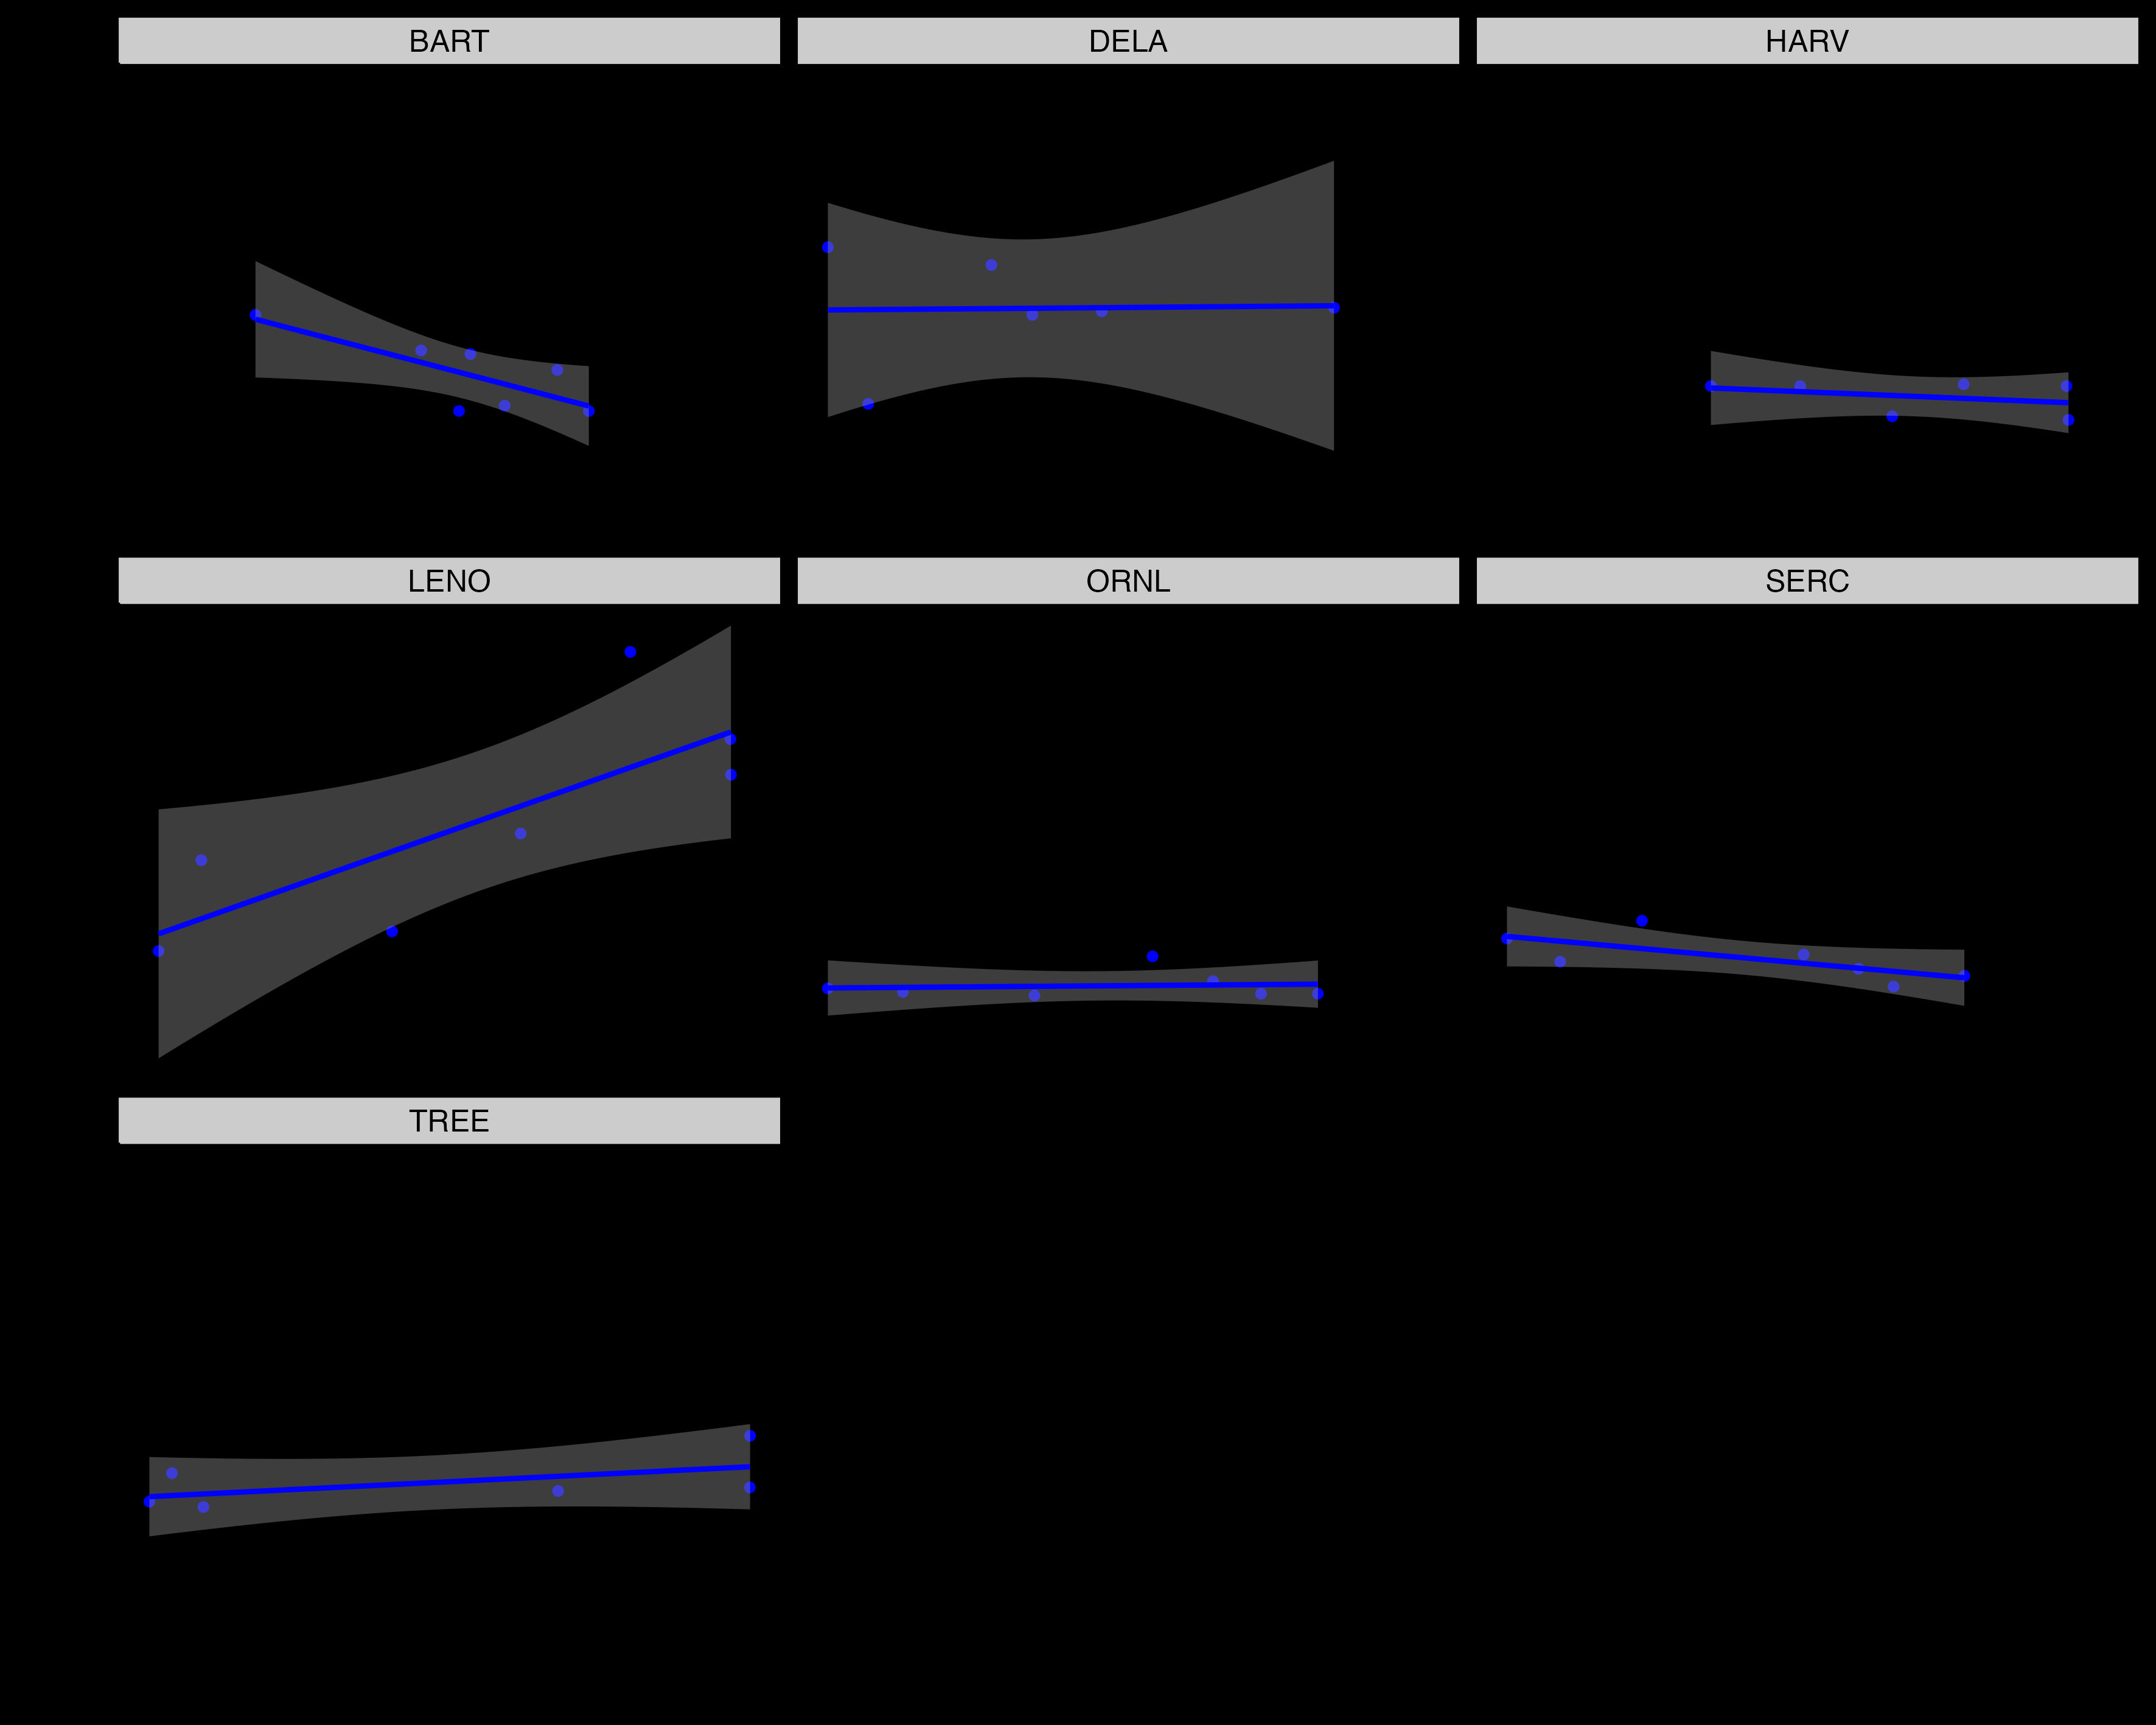 BART
DELA
HARV
LENO
ORNL
SERC
TREE